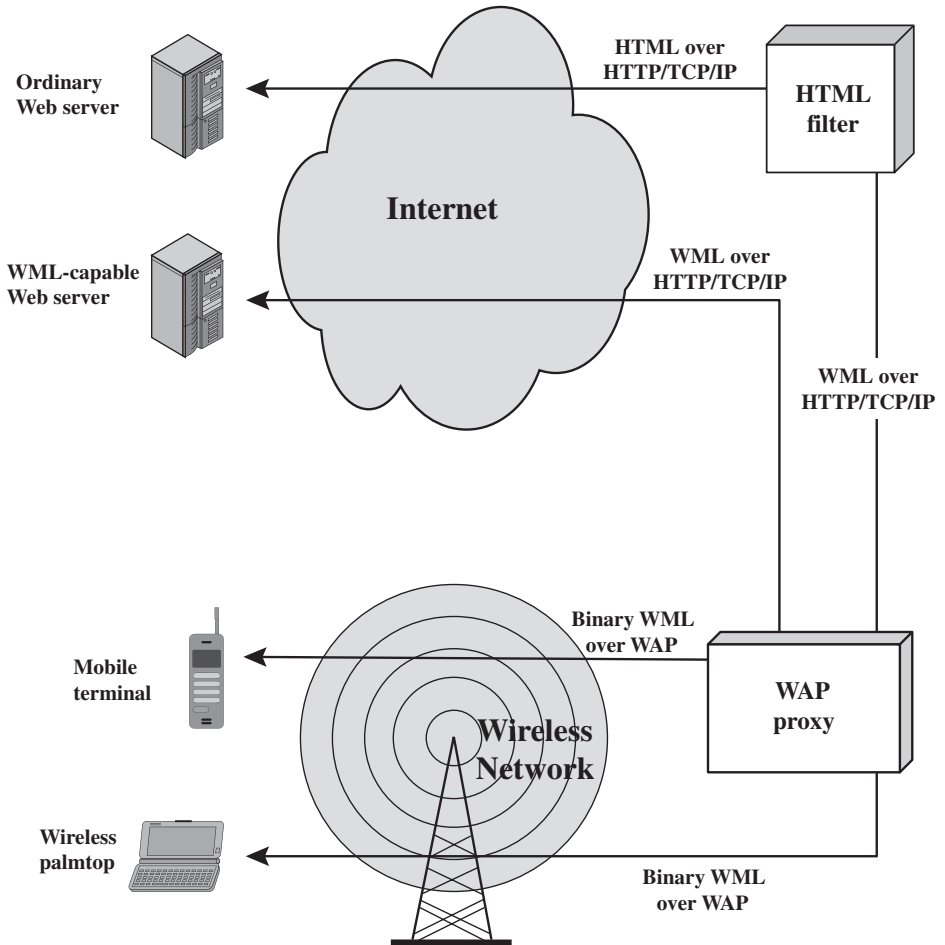 Ordinary
Web server
HTML over
HTTP/TCP/IP
HTML
filter
Internet
WML-capable
Web server
WML over
HTTP/TCP/IP
WML over
HTTP/TCP/IP
Mobile
terminal
Binary WML
over WAP
WAP
proxy
Wireless
Network
Wireless
palmtop
Binary WML
over WAP